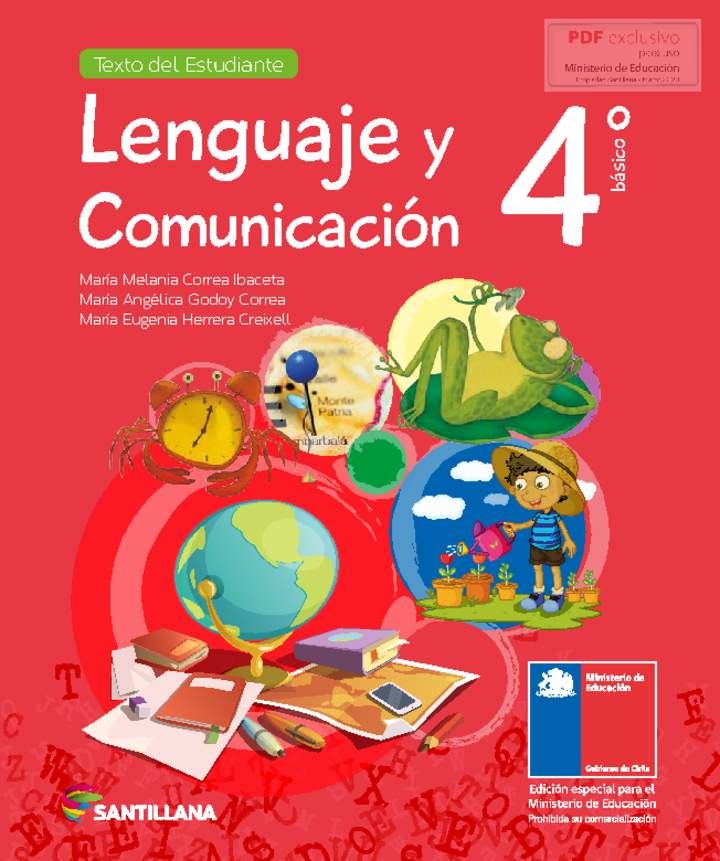 PDF exclusivo
para uso
Ministerio de Educación
Texto del Estudiante
Lenguaje y
Comunicación
4°
básico
María Melania Correa Ibaceta
María Angélica Godoy Correa
María Eugenia Herrera Creixell
Monte
Patria
Ministerio de
Educación
Gobierno de Chile
Edición especial para el
Ministerio de Educación
Prohibida su comercialización
SANTILLANA